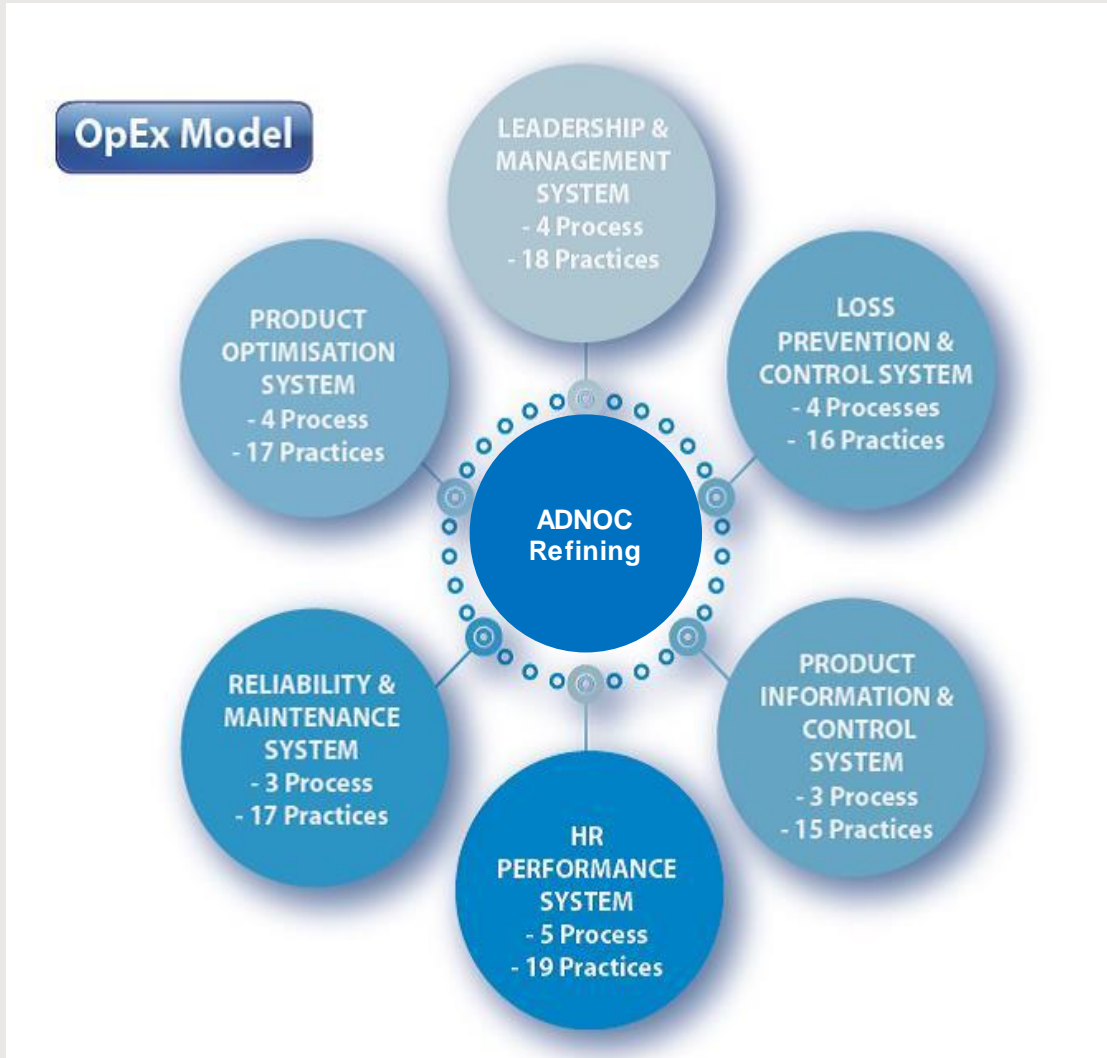 OpEx Model
LEADERSHIP &
MANAGEMENT
SYSTEM
- 4 Process
- 18 Practices
LOSS
PREVENTION &
CONTROL SYSTEM
- 4 Processes
- 16 Practices
PRODUCT
OPTIMISATION
SYSTEM
- 4 Process
- 17 Practices
ADNOC
Refining
RELIABILITY &
MAINTENANCE
SYSTEM
- 3 Process
- 17 Practices
PRODUCT
INFORMATION &
CONTROL
SYSTEM
- 3 Process
- 15 Practices
HR
PERFORMANCE
SYSTEM
- 5 Process
- 19 Practices